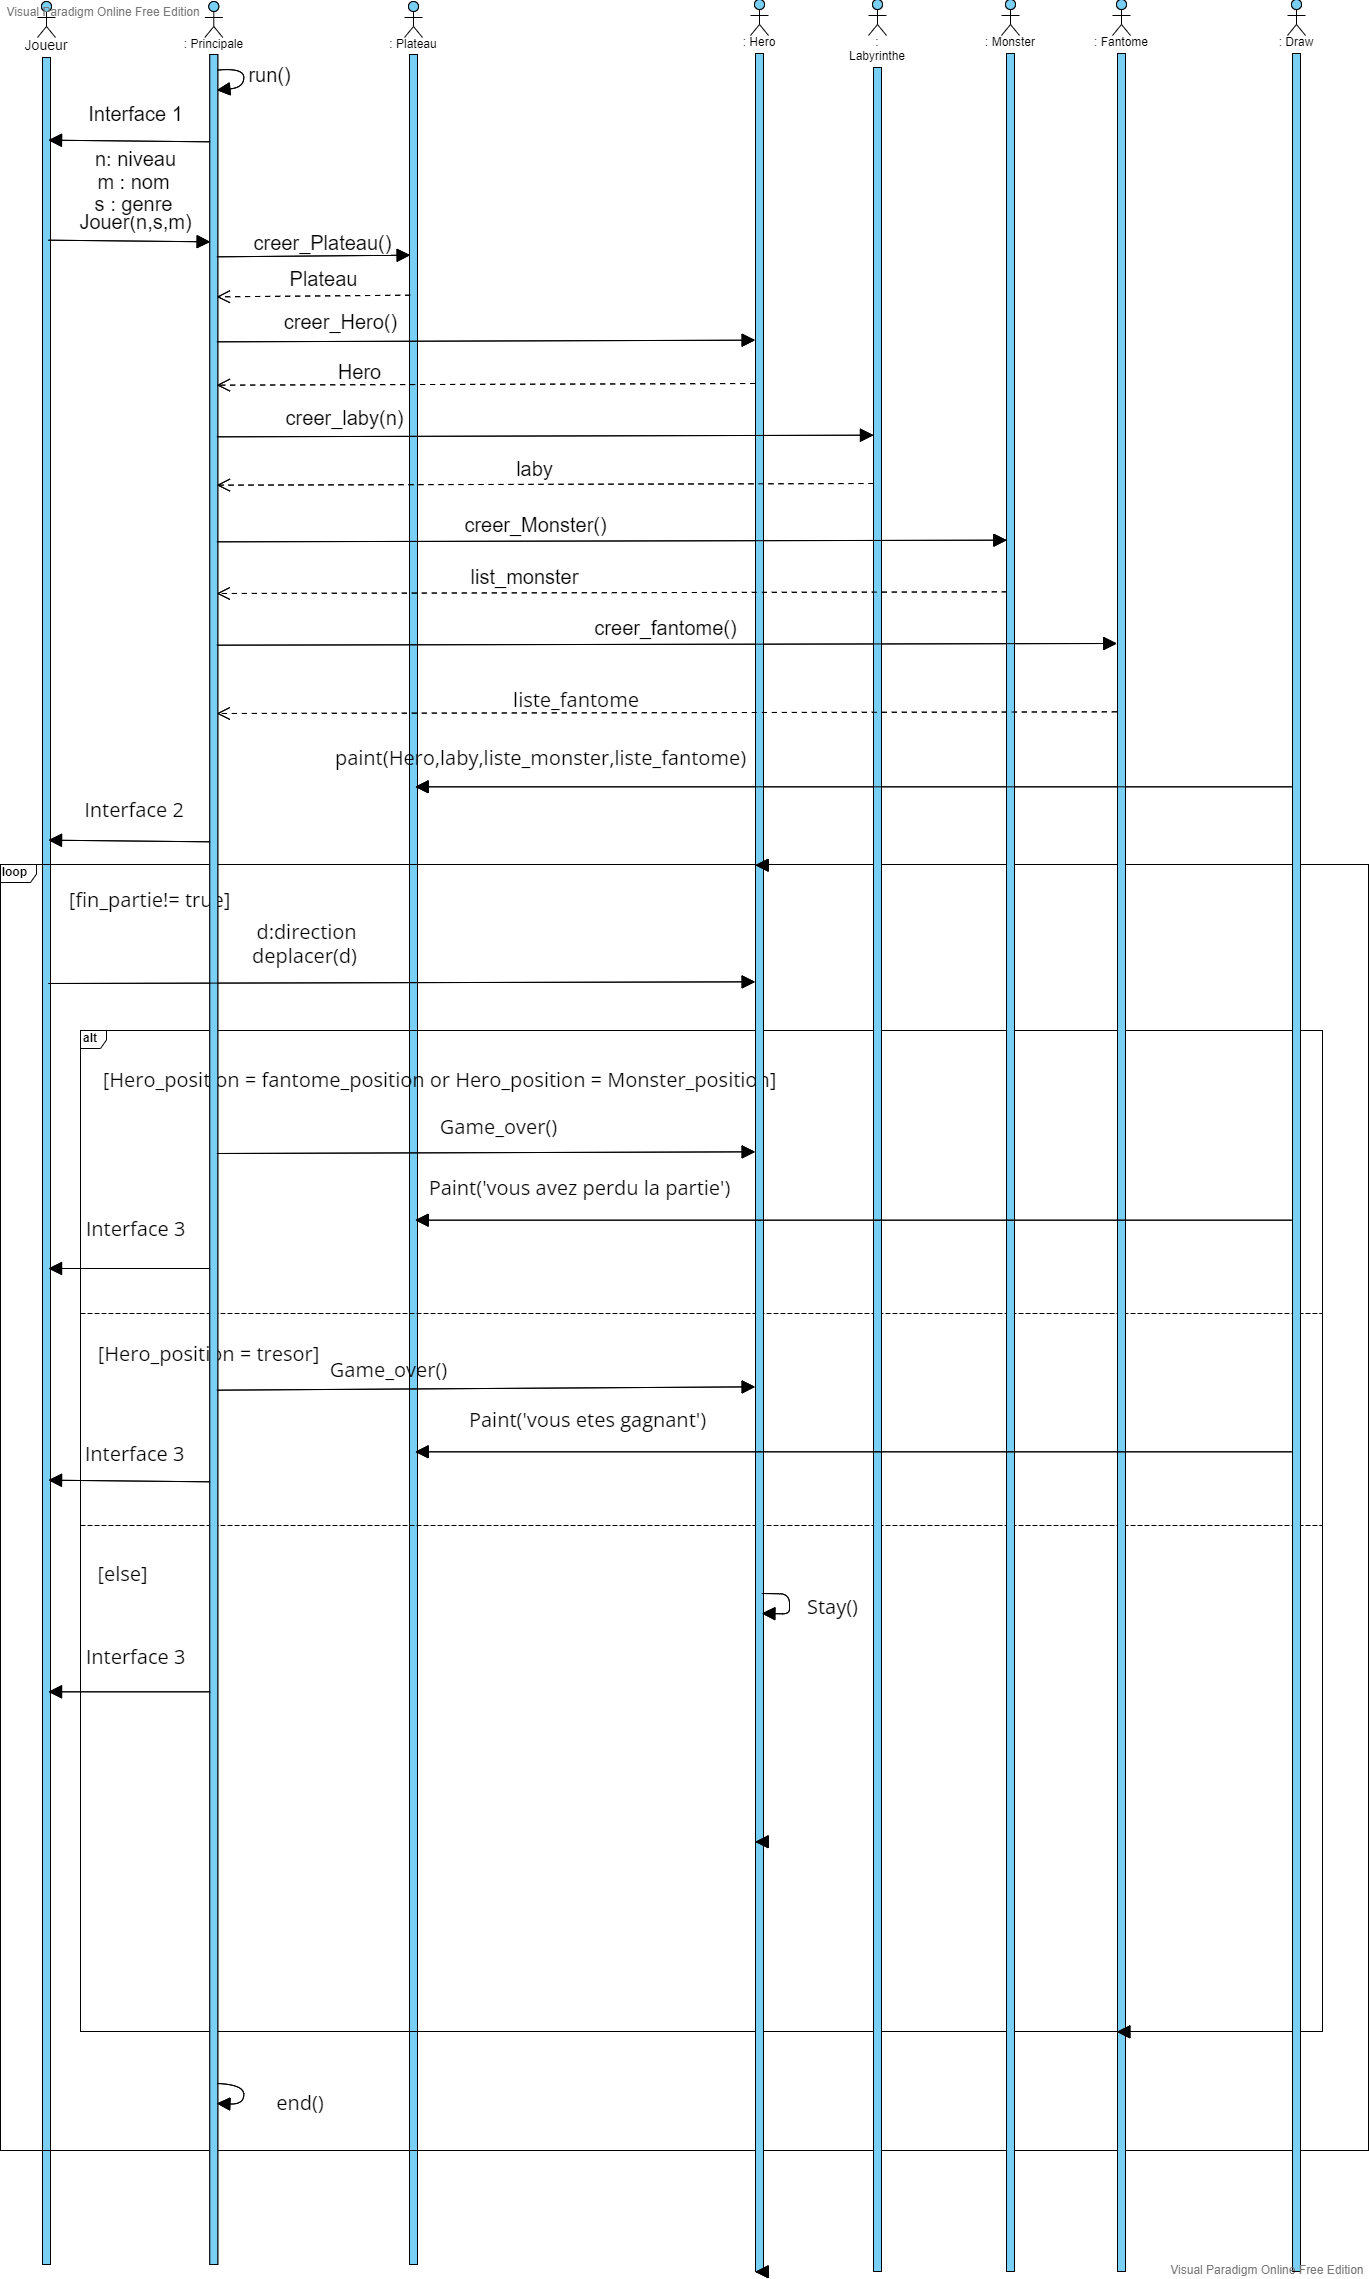 Visual Paradigm Online Free Edition
Joueur
: Principale
: Plateau
: Hero
:
Labyrinthe
: Monster
: Fantome
: Draw
run()
Interface 1
n: niveau
m : nom
s : genre
Jouer(n,s,m)
creer_Plateau()
Plateau
creer_Hero()
Hero
creer_laby(n)
laby
creer_Monster()
list_monster
creer_fantome()
liste_fantome
paint(Hero,laby,liste_monster,liste_fantome)
Interface 2
loop
[fin_partie!= true]
d:direction
deplacer(d)
alt
[Hero_position = fantome_position or Hero_position = Monster_position]
Game_over()
Paint('vous avez perdu la partie')
Interface 3
[Hero_position = tresor]
Game_over()
Paint('vous etes gagnant')
Interface 3
[else]
Stay()
Interface 3
end()
Visual Paradigm Online Free Edition